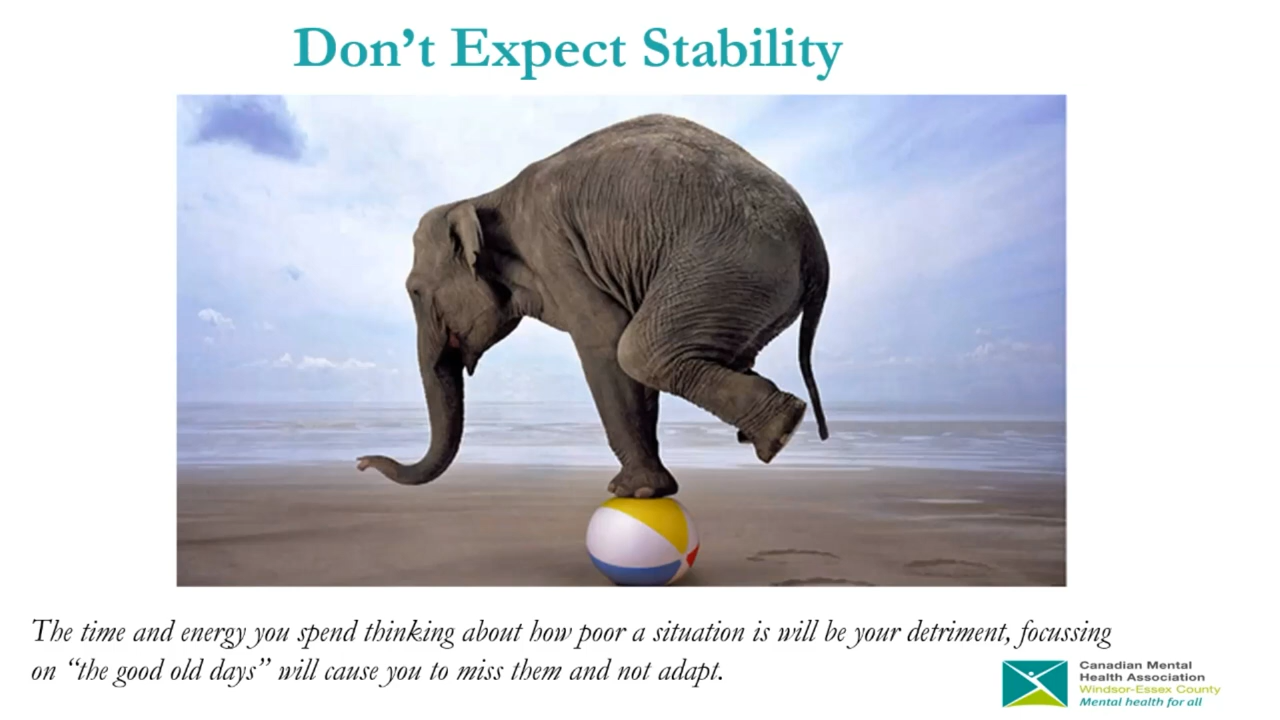 Don't Expect Stability
The time and energy you spend thinking about how poor a situation is will be your detriment, focussing
on “the good old days” will cause you to miss them and not adapt.
Canadian Mental
Health Association
Windsor-Essex County
Mental health for all